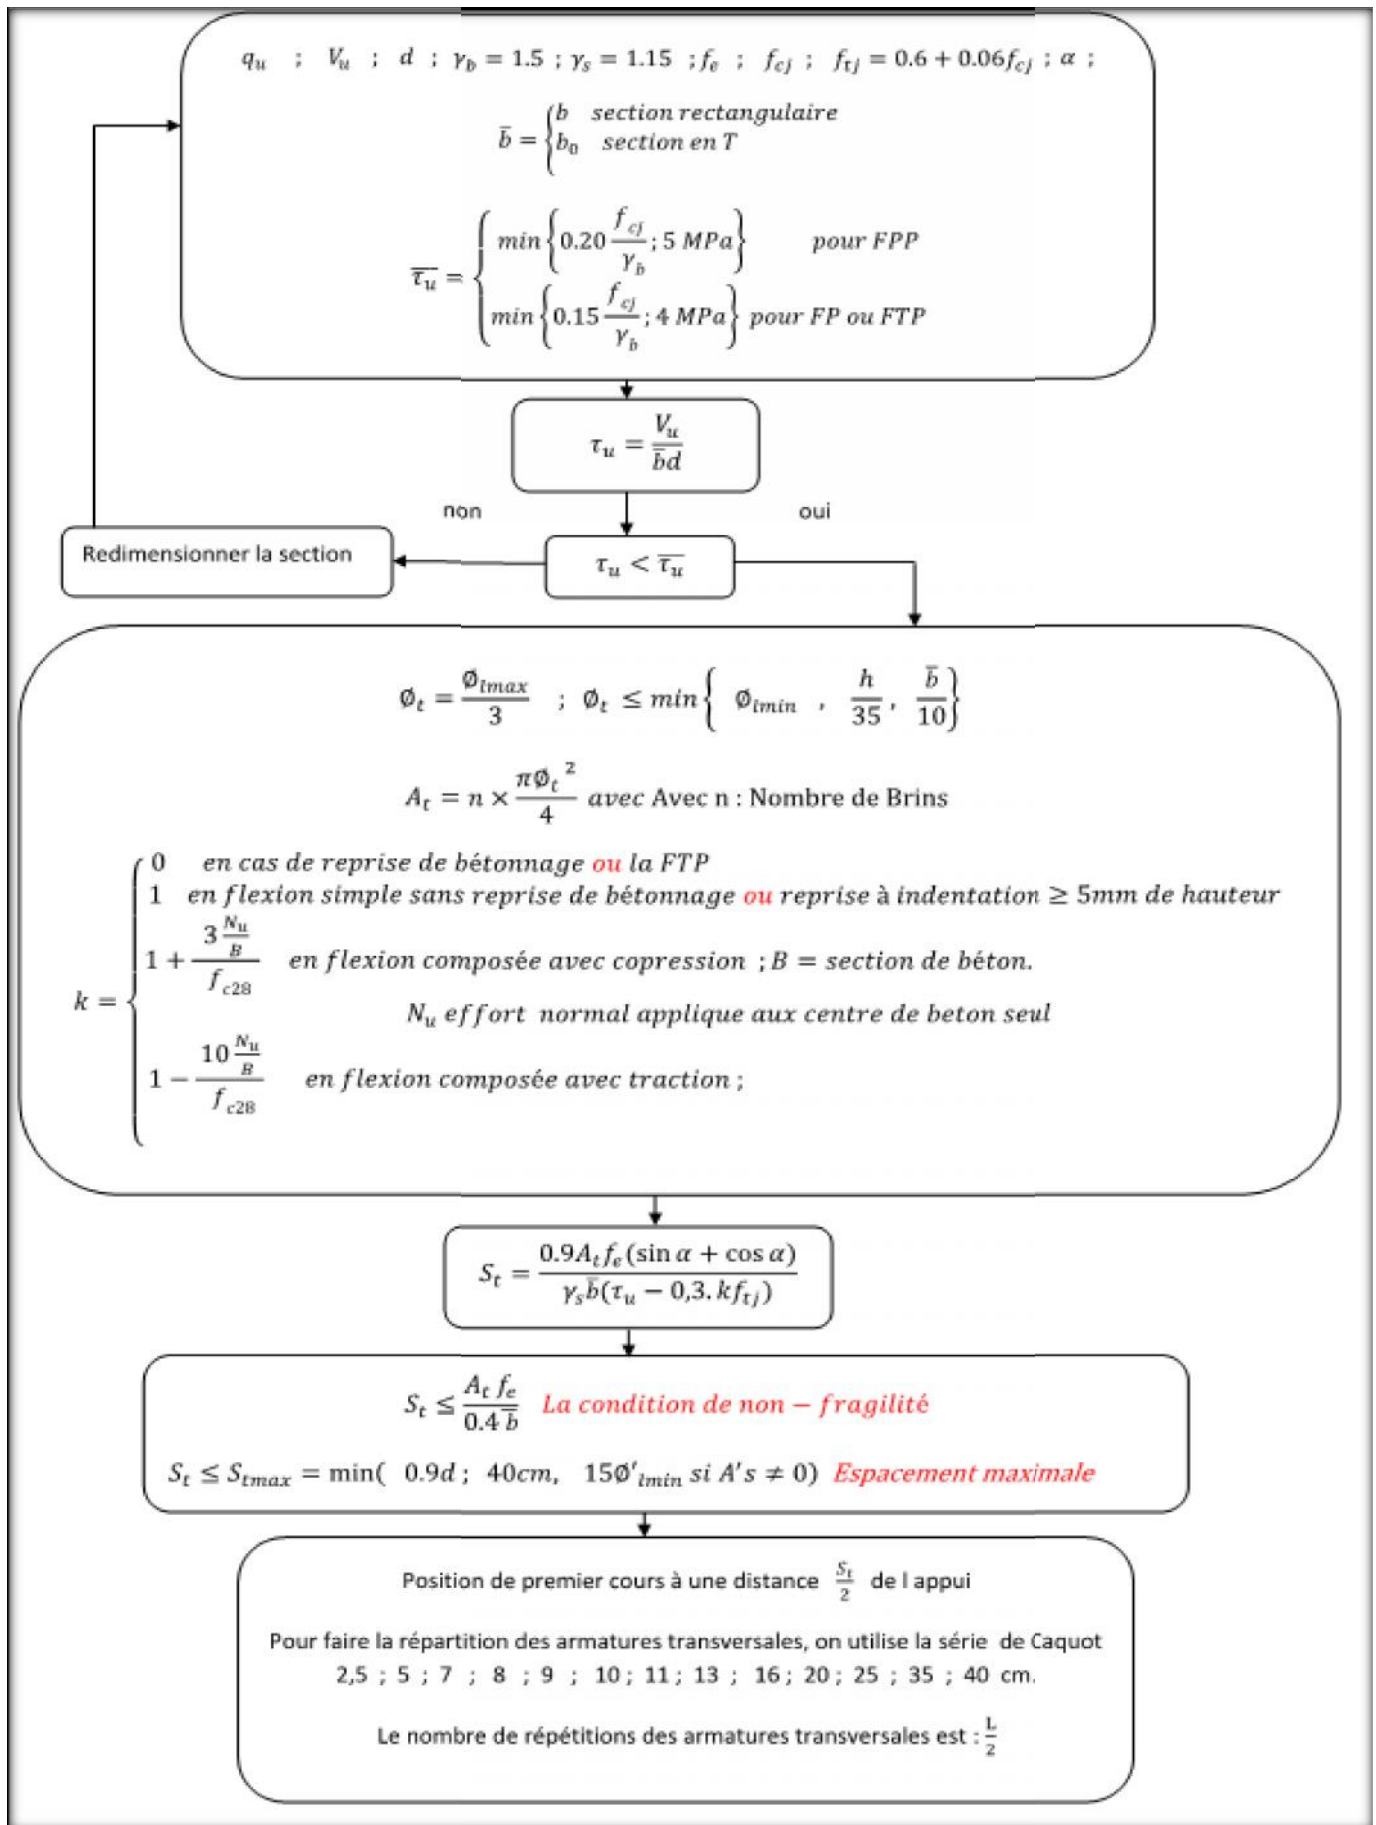 q_u ; V_u ; d ; γ_b = 1.5 ; γ_s = 1.15 ; f_e ; f_cj ; f_tj = 0.6 + 0.06f_cj ; α ;
b̄ = { b section rectangulaire
b_0 section en T
τ̄_u = { min{0.20 f_cj/γ_b ; 5 MPa} pour FPP
min{0.15 f_cj/γ_b ; 4 MPa} pour FP ou FTP
τ_u = V_u/b̄d
non oui
Redimensionner la section
τ_u < τ̄_u
Ø_t = Ø_lmax/3 ; Ø_t ≤ min{ Ø_lmin , h/35 , b̄/10 }
A_t = n × πØ_t²/4 avec Avec n : Nombre de Brins
k = { 0 en cas de reprise de bétonnage ou la FTP
1 en flexion simple sans reprise de bétonnage ou reprise à indentation ≥ 5mm de hauteur
1 + (3 N_u/B)/f_c28 en flexion composée avec copression ; B = section de béton.
N_u effort normal applique aux centre de beton seul
1 − (10 N_u/B)/f_c28 en flexion composée avec traction ;
S_t = 0.9A_t f_e(sin α + cos α)/γ_s b̄(τ_u − 0,3. kf_tj)
S_t ≤ A_t f_e/0.4 b̄ La condition de non − fragilité
S_t ≤ S_tmax = min( 0.9d ; 40cm, 15Ø'_lmin si A's ≠ 0) Espacement maximale
Position de premier cours à une distance S_t/2 de l appui
Pour faire la répartition des armatures transversales, on utilise la série de Caquot
2,5 ; 5 ; 7 ; 8 ; 9 ; 10 ; 11 ; 13 ; 16 ; 20 ; 25 ; 35 ; 40 cm.
Le nombre de répétitions des armatures transversales est : L/2